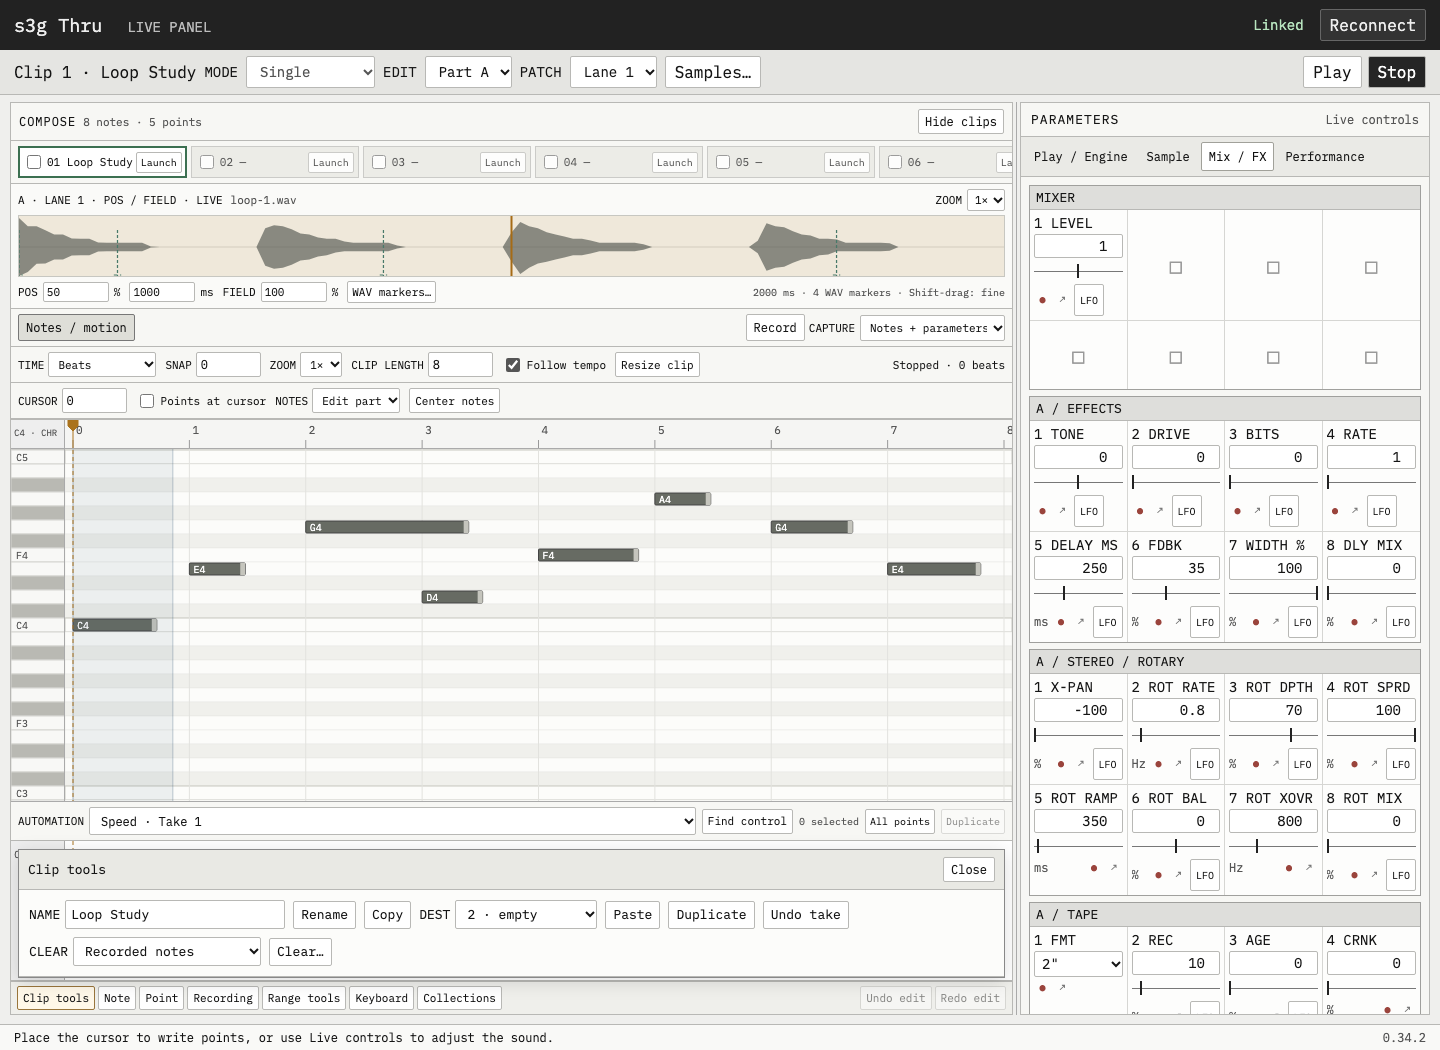 s3g Thru LIVE PANEL Linked Reconnect
Clip 1 · Loop Study MODE Single EDIT Part A PATCH Lane 1 Samples… Play Stop
COMPOSE 8 notes · 5 points Hide clips
01 Loop Study Launch 02 — Launch 03 — Launch 04 — Launch 05 — Launch 06 — La
A · LANE 1 · POS / FIELD · LIVE loop-1.wav ZOOM 1×
POS 50 % 1000 ms FIELD 100 % WAV markers… 2000 ms · 4 WAV markers · Shift-drag: fine
Notes / motion Record CAPTURE Notes + parameters
TIME Beats SNAP 0 ZOOM 1× CLIP LENGTH 8 Follow tempo Resize clip Stopped · 0 beats
CURSOR 0 Points at cursor NOTES Edit part Center notes
C4 · CHR 0 1 2 3 4 5 6 7 8
C5
A4
G4 G4
F4 F4
E4 E4
D4
C4 C4
F3
C3
AUTOMATION Speed · Take 1 Find control 0 selected All points Duplicate
Clip tools Close
NAME Loop Study Rename Copy DEST 2 · empty Paste Duplicate Undo take
CLEAR Recorded notes Clear…
Clip tools Note Point Recording Range tools Keyboard Collections Undo edit Redo edit
PARAMETERS Live controls
Play / Engine Sample Mix / FX Performance
MIXER
1 LEVEL
1
LFO
A / EFFECTS
1 TONE 2 DRIVE 3 BITS 4 RATE
0 0 0 1
LFO LFO LFO LFO
5 DELAY MS 6 FDBK 7 WIDTH % 8 DLY MIX
250 35 100 0
ms LFO % LFO % LFO % LFO
A / STEREO / ROTARY
1 X-PAN 2 ROT RATE 3 ROT DPTH 4 ROT SPRD
-100 0.8 70 100
% LFO Hz LFO % LFO % LFO
5 ROT RAMP 6 ROT BAL 7 ROT XOVR 8 ROT MIX
350 0 800 0
ms % LFO Hz % LFO
A / TAPE
1 FMT 2 REC 3 AGE 4 CRNK
2" 10 0 0
Place the cursor to write points, or use Live controls to adjust the sound. 0.34.2